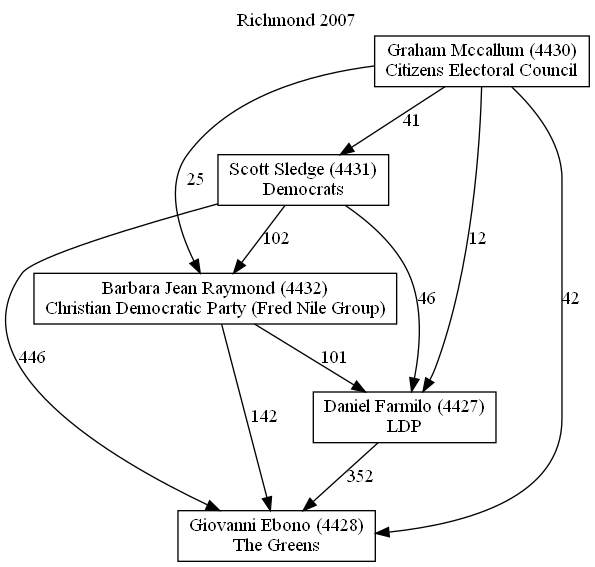 Richmond 2007
Graham Mccallum (4430)
Citizens Electoral Council
41
Scott Sledge (4431)
Democrats
25
102
12
Barbara Jean Raymond (4432)
Christian Democratic Party (Fred Nile Group)
46
42
446
101
Daniel Farmilo (4427)
LDP
142
352
Giovanni Ebono (4428)
The Greens